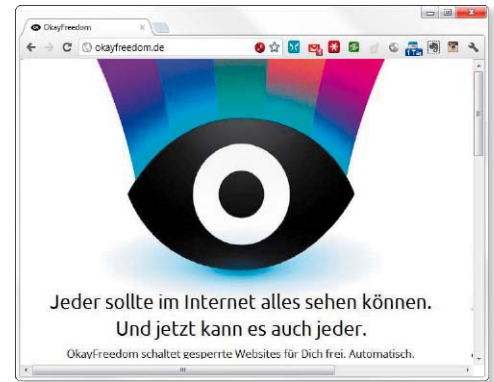 OkayFreedom
okayfreedom.de
Jeder sollte im Internet alles sehen können.
Und jetzt kann es auch jeder.
OkayFreedom schaltet gesperrte Websites für Dich frei. Automatisch.